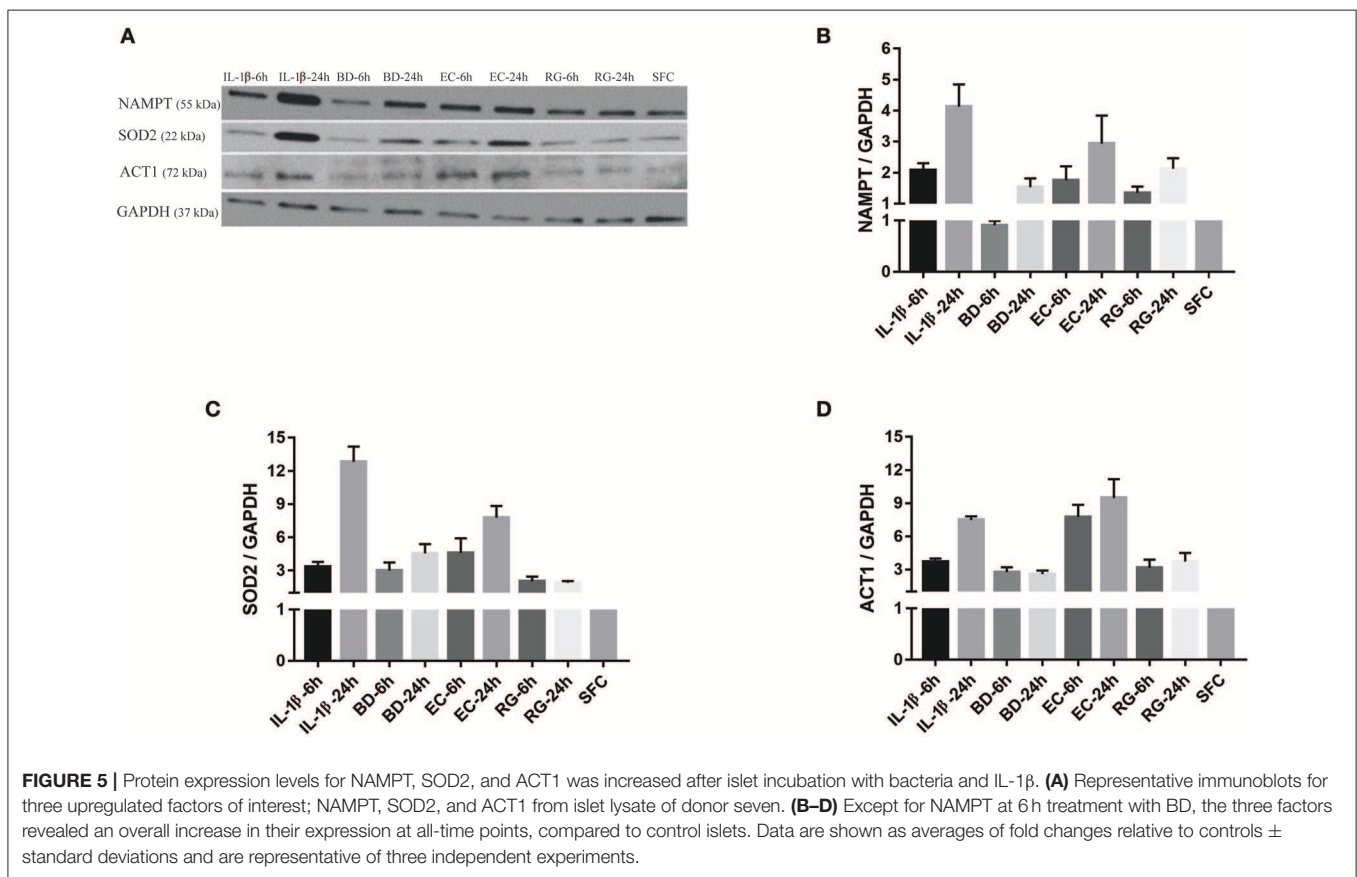 A
IL-1β-6h IL-1β-24h BD-6h BD-24h EC-6h EC-24h RG-6h RG-24h SFC
NAMPT (55 kDa)
SOD2 (22 kDa)
ACT1 (72 kDa)
GAPDH (37 kDa)
B
NAMPT / GAPDH
6
5
4
3
2
1
1
0
IL-1β-6h
IL-1β-24h
BD-6h
BD-24h
EC-6h
EC-24h
RG-6h
RG-24h
SFC
C
SOD2 / GAPDH
15
12
9
6
3
1
0
IL-1β-6h
IL-1β-24h
BD-6h
BD-24h
EC-6h
EC-24h
RG-6h
RG-24h
SFC
D
ACT1 / GAPDH
15
12
9
6
3
1
0
IL-1β-6h
IL-1β-24h
BD-6h
BD-24h
EC-6h
EC-24h
RG-6h
RG-24h
SFC
FIGURE 5 | Protein expression levels for NAMPT, SOD2, and ACT1 was increased after islet incubation with bacteria and IL-1β. (A) Representative immunoblots for
three upregulated factors of interest; NAMPT, SOD2, and ACT1 from islet lysate of donor seven. (B–D) Except for NAMPT at 6 h treatment with BD, the three factors
revealed an overall increase in their expression at all-time points, compared to control islets. Data are shown as averages of fold changes relative to controls ±
standard deviations and are representative of three independent experiments.